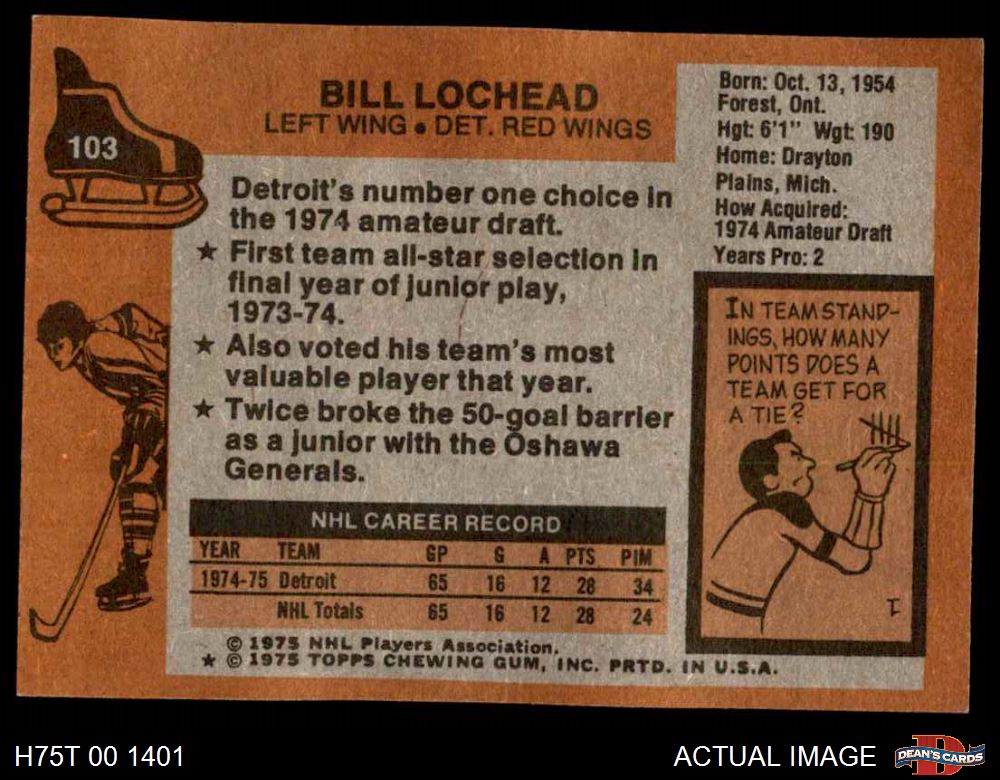 103
BILL LOCHEAD
LEFT WING • DET. RED WINGS
Born: Oct. 13, 1954
Forest, Ont.
Hgt: 6'1" Wgt: 190
Home: Drayton
Plains, Mich.
How Acquired:
1974 Amateur Draft
Years Pro: 2
Detroit's number one choice in
the 1974 amateur draft.
★ First team all-star selection in
final year of junior play,
1973-74.
★ Also voted his team's most
valuable player that year.
★ Twice broke the 50-goal barrier
as a junior with the Oshawa
Generals.
NHL CAREER RECORD
YEAR TEAM GP G A PTS PIM
1974-75 Detroit 65 16 12 28 34
NHL Totals 65 16 12 28 24
© 1975 NHL Players Association.
★ © 1975 TOPPS CHEWING GUM, INC. PRTD. IN U.S.A.
IN TEAM STAND-
INGS, HOW MANY
POINTS DOES A
TEAM GET FOR
A TIE?
I
H75T 00 1401
ACTUAL IMAGE
D
DEAN'S CARDS